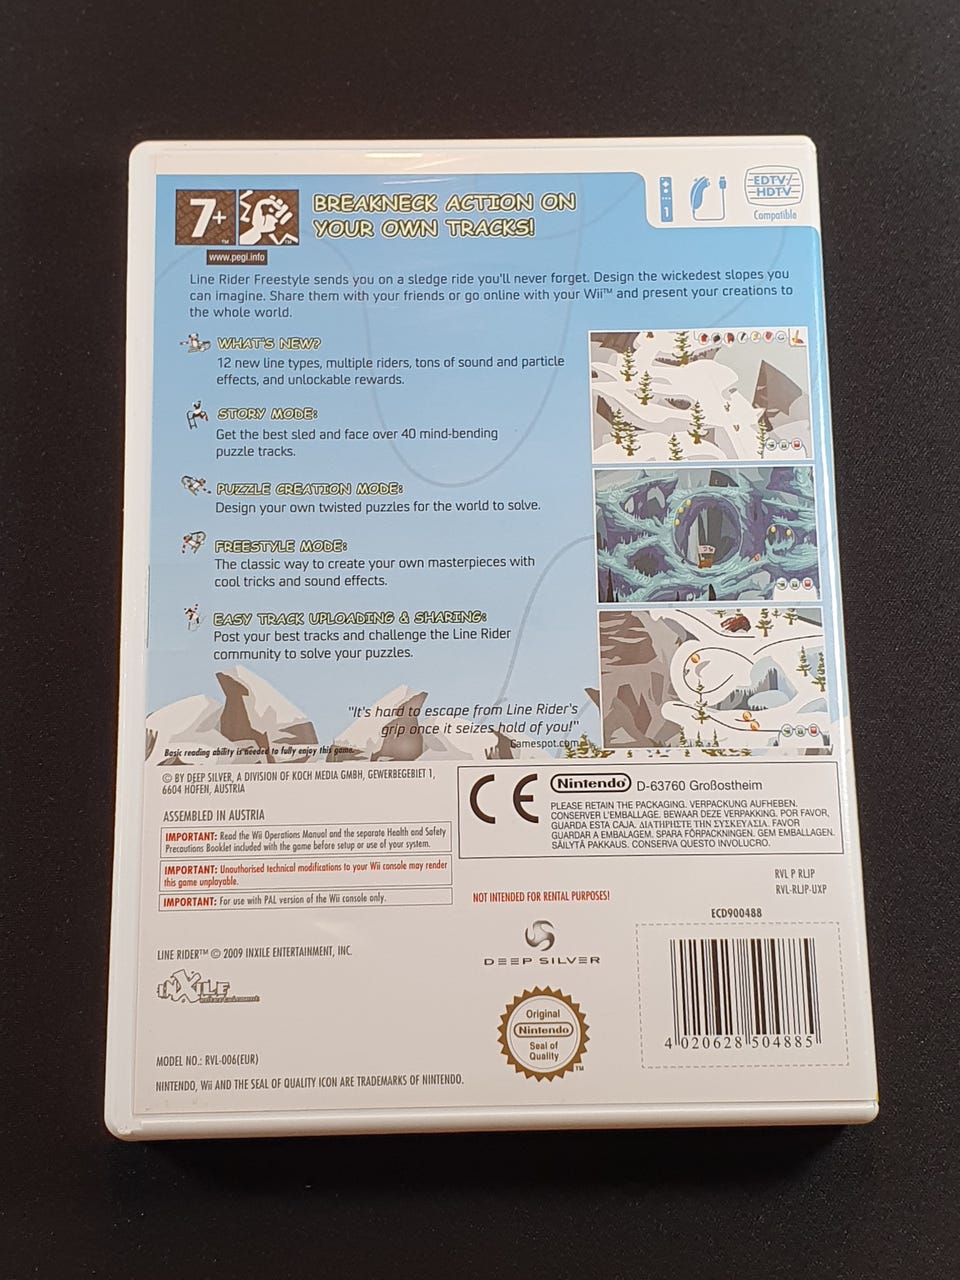 7+
TM
TM
www.pegi.info
BREAKNECK ACTION ON
YOUR OWN TRACKS!
1
EDTV/
HDTV
Compatible
Line Rider Freestyle sends you on a sledge ride you'll never forget. Design the wickedest slopes you
can imagine. Share them with your friends or go online with your Wii™ and present your creations to
the whole world.
WHAT'S NEW?
12 new line types, multiple riders, tons of sound and particle
effects, and unlockable rewards.
STORY MODE:
Get the best sled and face over 40 mind-bending
puzzle tracks.
PUZZLE CREATION MODE:
Design your own twisted puzzles for the world to solve.
FREESTYLE MODE:
The classic way to create your own masterpieces with
cool tricks and sound effects.
EASY TRACK UPLOADING & SHARING:
Post your best tracks and challenge the Line Rider
community to solve your puzzles.
"It's hard to escape from Line Rider's
grip once it seizes hold of you!"
Gamespot.com
Basic reading ability is needed to fully enjoy this game.
© BY DEEP SILVER, A DIVISION OF KOCH MEDIA GMBH, GEWERBEGEBIET 1,
6604 HÖFEN, AUSTRIA
ASSEMBLED IN AUSTRIA
IMPORTANT: Read the Wii Operations Manual and the separate Health and Safety
Precautions Booklet included with the game before setup or use of your system.
IMPORTANT: Unauthorised technical modifications to your Wii console may render
this game unplayable.
IMPORTANT: For use with PAL version of the Wii console only.
CE
Nintendo® D-63760 Großostheim
PLEASE RETAIN THE PACKAGING. VERPACKUNG AUFHEBEN.
CONSERVER L'EMBALLAGE. BEWAAR DEZE VERPAKKING. POR FAVOR,
GUARDA ESTA CAJA. ΔΙΑΤΗΡΗΣΤΕ ΤΗΝ ΣΥΣΚΕΥΑΣΙΑ. FAVOR
GUARDAR A EMBALAGEM. SPARA FÖRPACKNINGEN. GEM EMBALLAGEN.
SÄILYTÄ PAKKAUS. CONSERVA QUESTO INVOLUCRO.
RVL P RLJP
RVL-RLJP-UXP
NOT INTENDED FOR RENTAL PURPOSES!
ECD900488
LINE RIDER™ © 2009 INXILE ENTERTAINMENT, INC.
INXILE
entertainment
DEEP SILVER
Original
Nintendo
Seal of
Quality
TM
4 020628 504885
MODEL NO.: RVL-006(EUR)
NINTENDO, Wii AND THE SEAL OF QUALITY ICON ARE TRADEMARKS OF NINTENDO.